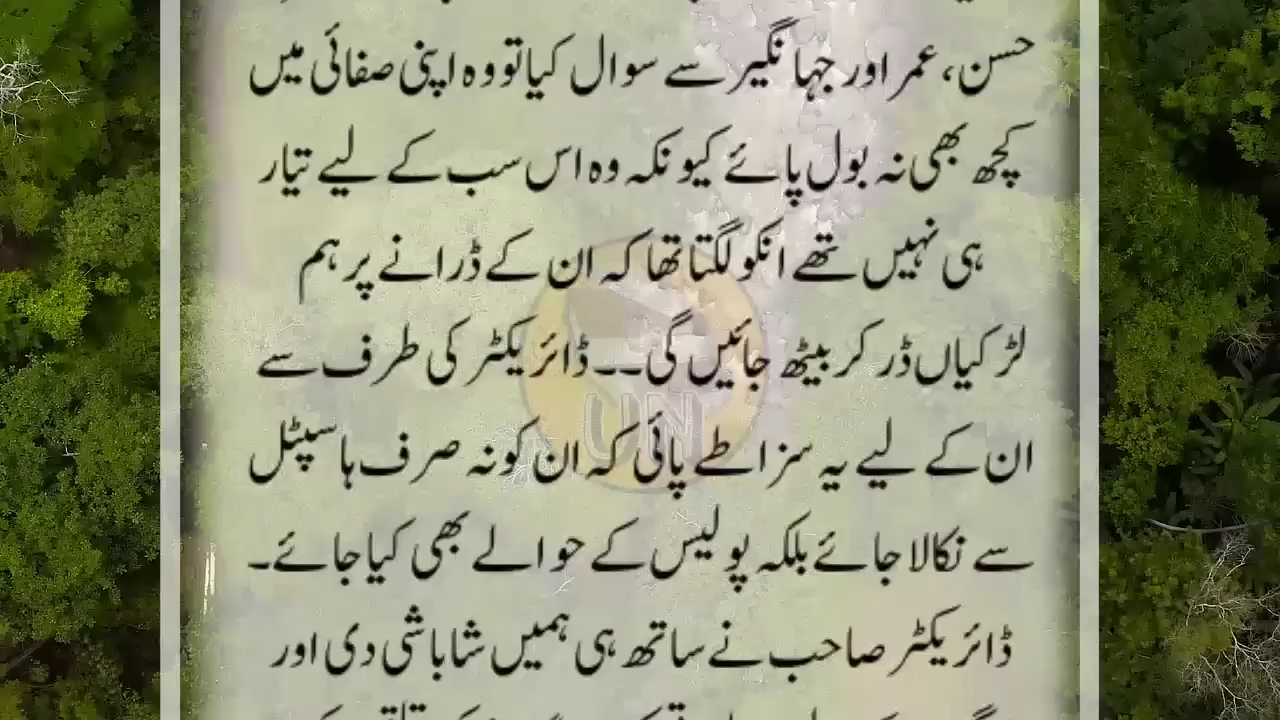 حسن، عمر اور جہانگیر سے سوال کیا تو وہ اپنی صفائی میں
کچھ بھی نہ بول پائے کیونکہ وہ اس سب کے لیے تیار
ہی نہیں تھے انکو لگتا تھا کہ ان کے ڈرانے پر ہم
لڑکیاں ڈر کر بیٹھ جائیں گی۔۔ڈائریکٹر کی طرف سے
ان کے لیے یہ سزا طے پائی کہ ان کو نہ صرف ہاسپٹل
سے نکالا جائے بلکہ پولیس کے حوالے بھی کیا جائے۔
ڈائریکٹر صاحب نے ساتھ ہی ہمیں شاباشی دی اور
UN